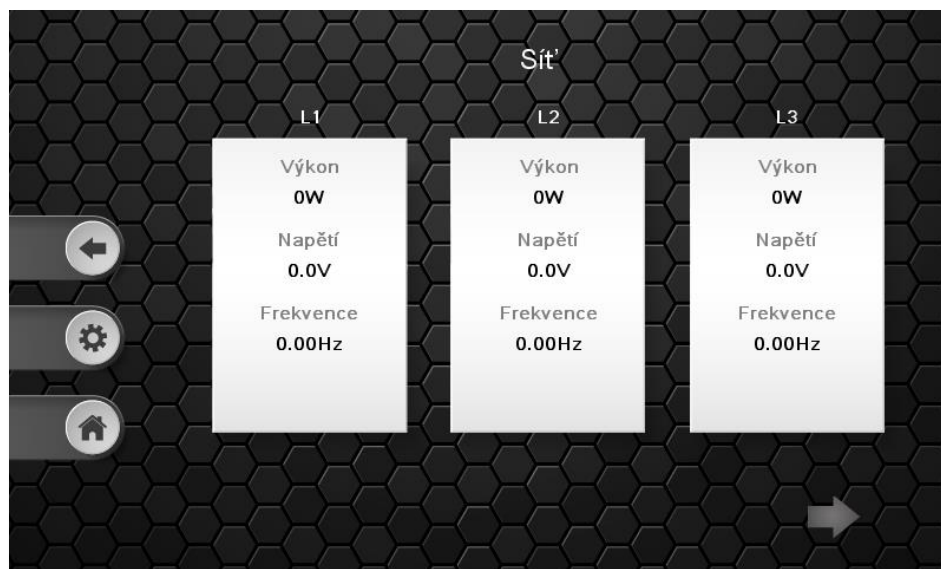 Síť
L1
Výkon
0W
Napětí
0.0V
Frekvence
0.00Hz
L2
Výkon
0W
Napětí
0.0V
Frekvence
0.00Hz
L3
Výkon
0W
Napětí
0.0V
Frekvence
0.00Hz